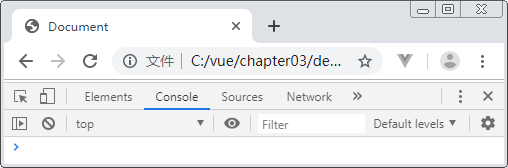 Document
文件 C:/vue/chapter03/de...
Elements Console Sources Network
top Filter Default levels